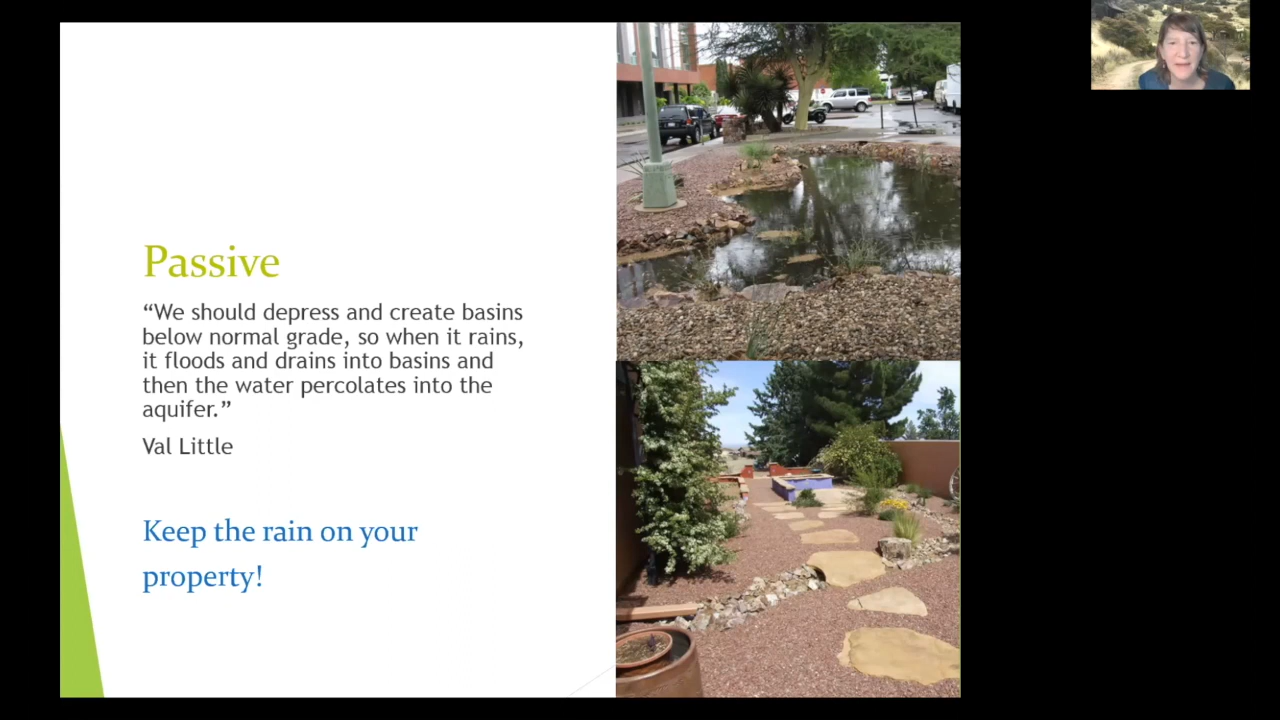 Passive
“We should depress and create basins
below normal grade, so when it rains,
it floods and drains into basins and
then the water percolates into the
aquifer.”
Val Little
Keep the rain on your
property!